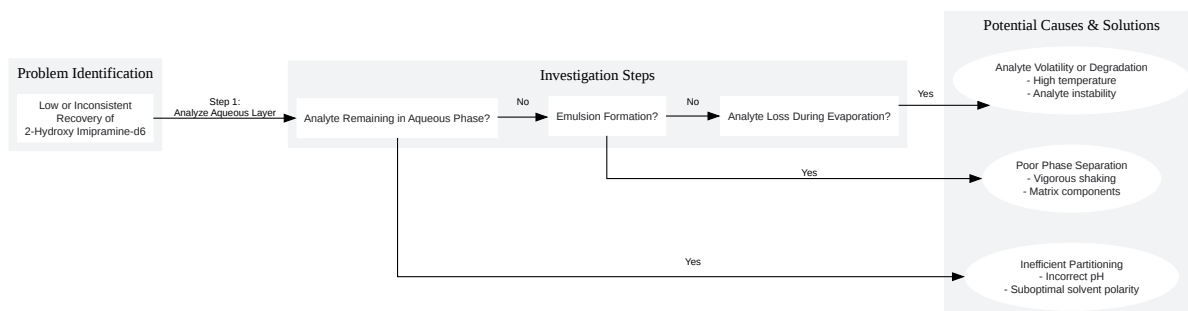 Problem Identification
Low or Inconsistent
Recovery of
2-Hydroxy Imipramine-d6
Step 1:
Analyze Aqueous Layer
Investigation Steps
Analyte Remaining in Aqueous Phase?
No
Emulsion Formation?
No
Analyte Loss During Evaporation?
Yes
Yes
Yes
Potential Causes & Solutions
Analyte Volatility or Degradation
- High temperature
- Analyte instability
Poor Phase Separation
- Vigorous shaking
- Matrix components
Inefficient Partitioning
- Incorrect pH
- Suboptimal solvent polarity